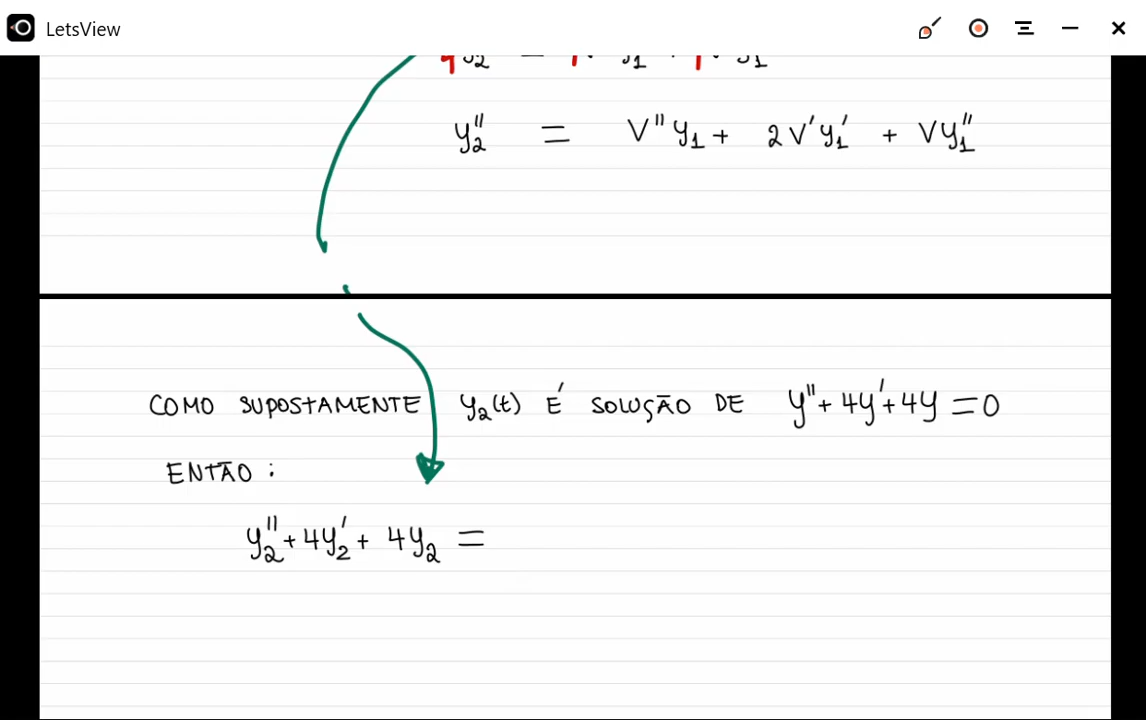 LetsView
y₂'' = V''y₁ + 2V'y₁' + Vy₁''
COMO SUPOSTAMENTE y₂(t) É SOLUÇÃO DE y'' + 4y' + 4y = 0
ENTÃO :
y₂'' + 4y₂' + 4y₂ =